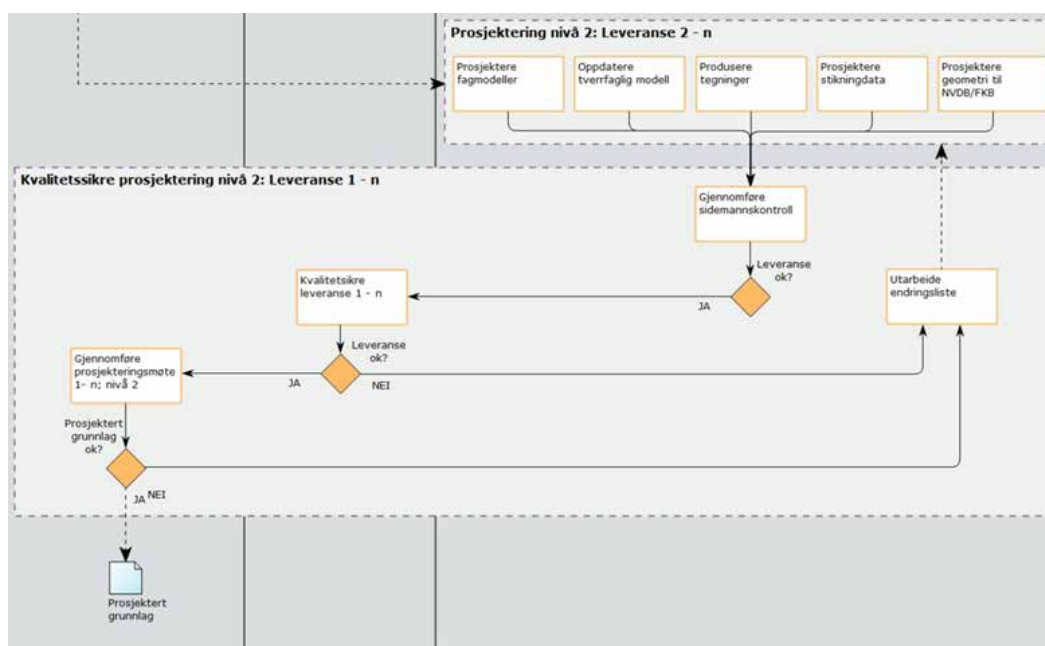 Prosjektering nivå 2: Leveranse 2 - n
Prosjektere
fagmodeller
Oppdatere
tverrfaglig modell
Produsere
tegninger
Prosjektere
stikningdata
Prosjektere
geometri til
NVDB/FKB
Kvalitetssikre prosjektering nivå 2: Leveranse 1 - n
Gjennomføre
sidemannskontroll
Leveranse
ok?
JA
Utarbeide
endringsliste
Kvalitetsikre
leveranse 1 - n
Leveranse
ok?
JA
NEI
Gjennomføre
prosjekteringsmøte
1- n; nivå 2
Prosjektert
grunnlag
ok?
JA
NEI
Prosjektert
grunnlag